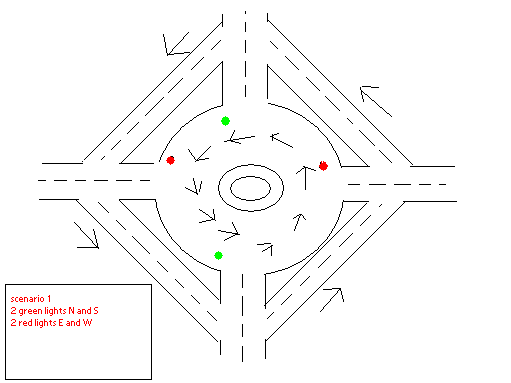 scenario 1
2 green lights N and S
2 red lights E and W